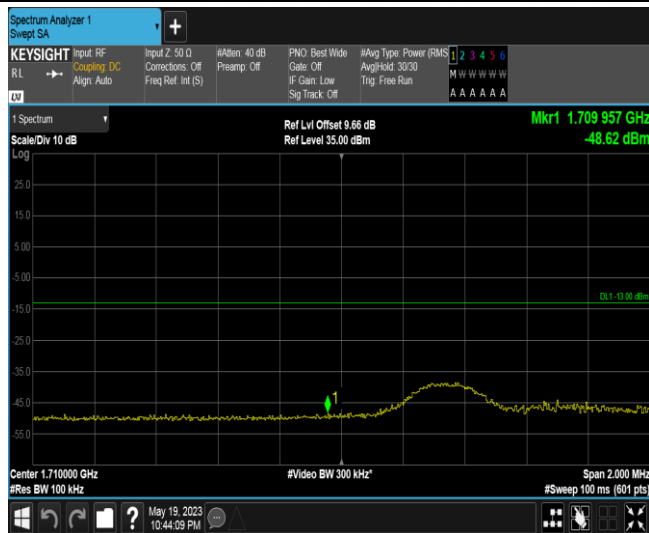 Spectrum Analyzer 1
Swept SA
+
KEYSIGHT
RL
Input: RF
Coupling: DC
Align: Auto
Input Z: 50 Ω
Corrections: Off
Freq Ref: Int (S)
#Atten: 40 dB
Preamp: Off
PNO: Best Wide
Gate: Off
IF Gain: Low
Sig Track: Off
#Avg Type: Power (RMS
Avg|Hold: 30/30
Trig: Free Run
1 2 3 4 5 6
M W W W W W
A A A A A A
1 Spectrum
Scale/Div 10 dB
Log
Ref Lvl Offset 9.66 dB
Ref Level 35.00 dBm
Mkr1 1.709 957 GHz
-48.62 dBm
25.0
15.0
5.00
-5.00
DL1 -13.00 dBm
-15.0
-25.0
-35.0
-45.0
1
-55.0
Center 1.710000 GHz
#Res BW 100 kHz
#Video BW 300 kHz*
Span 2.000 MHz
#Sweep 100 ms (601 pts)
?
May 19, 2023
10:44:09 PM